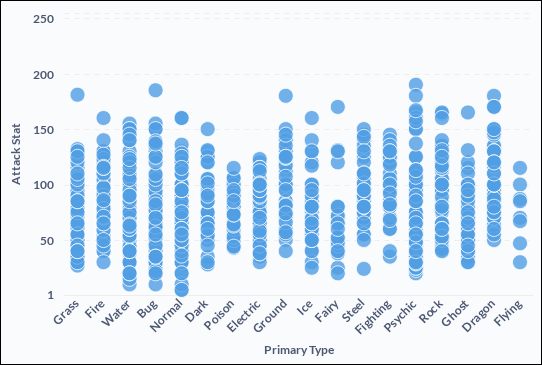 250
200
150
100
50
1
Attack Stat
Grass
Fire
Water
Bug
Normal
Dark
Poison
Electric
Ground
Ice
Fairy
Steel
Fighting
Psychic
Rock
Ghost
Dragon
Flying
Primary Type